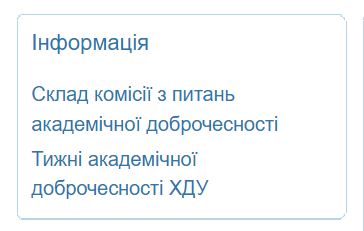 Інформація
Склад комісії з питань
академічної доброчесності
Тижні академічної
доброчесності ХДУ